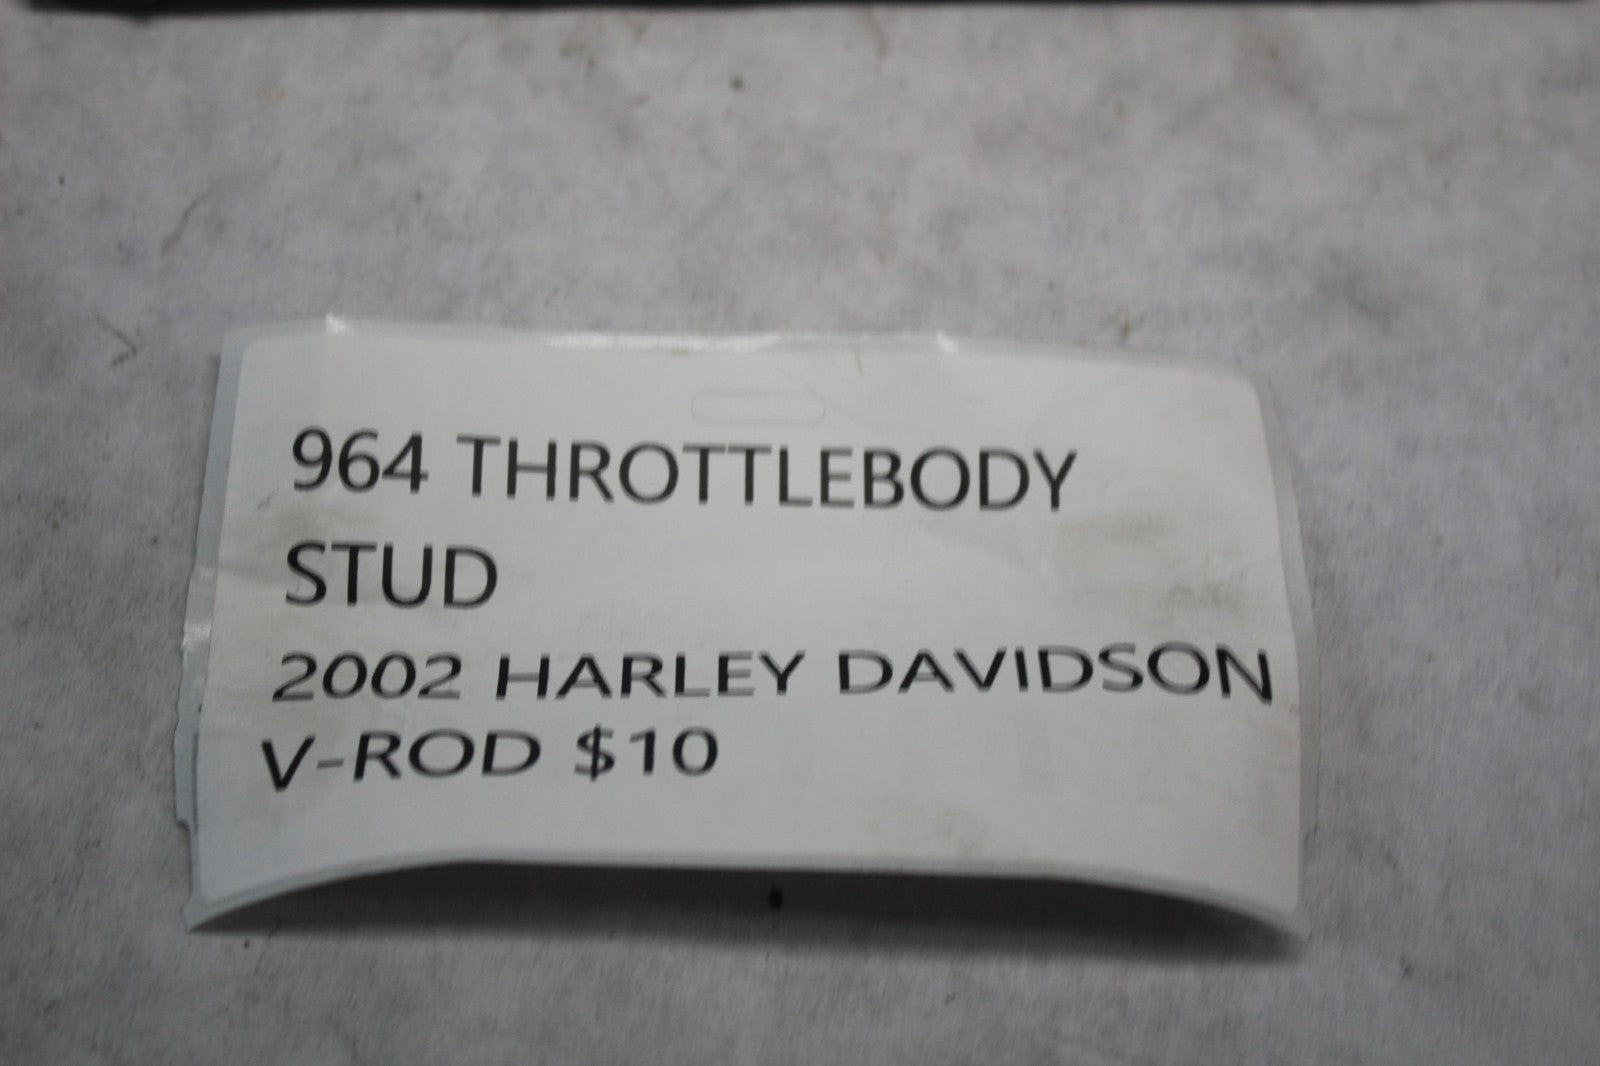 964 THROTTLEBODY
STUD
2002 HARLEY DAVIDSON
V-ROD $10